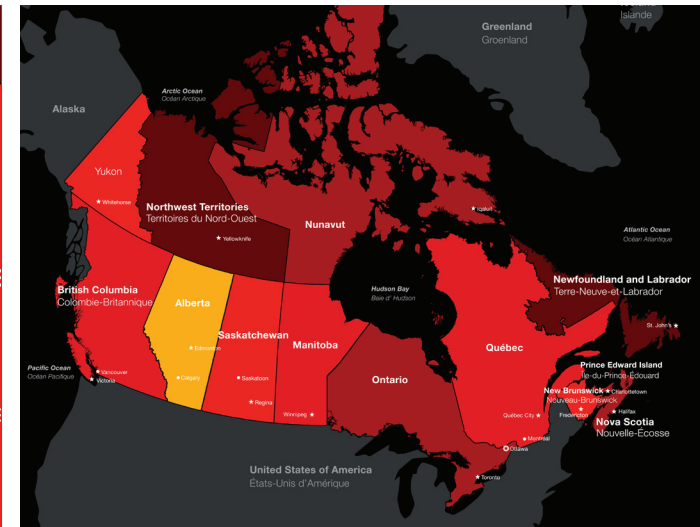 Islande
Greenland
Groenland
Arctic Ocean
Océan Arctique
Alaska
Yukon
Whitehorse
Northwest Territories
Territoires du Nord-Ouest
Yellowknife
Nunavut
Iqaluit
Atlantic Ocean
Océan Atlantique
Hudson Bay
Baie d' Hudson
Newfoundland and Labrador
Terre-Neuve-et-Labrador
St. John's
British Columbia
Colombie-Britannique
Alberta
Edmonton
Calgary
Saskatchewan
Saskatoon
Regina
Manitoba
Winnipeg
Ontario
Québec
Québec City
Montréal
Ottawa
Toronto
Pacific Ocean
Océan Pacifique
Vancouver
Victoria
Prince Edward Island
Île-du-Prince-Édouard
Charlottetown
New Brunswick
Nouveau-Brunswick
Fredericton
Halifax
Nova Scotia
Nouvelle-Écosse
United States of America
États-Unis d'Amérique